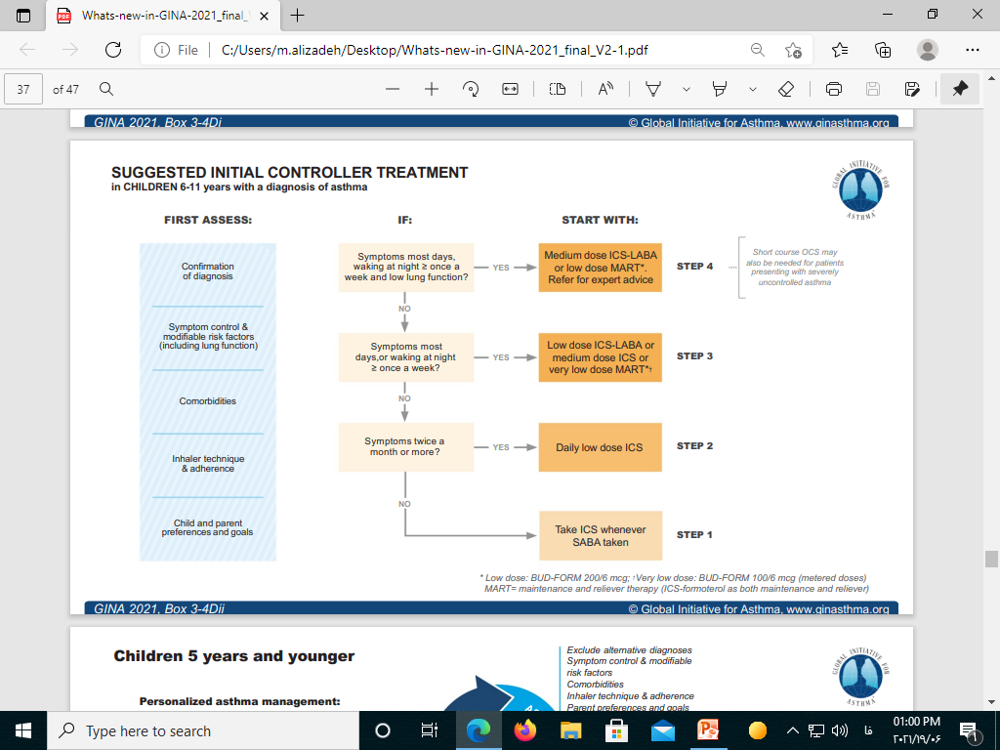 Whats-new-in-GINA-2021_final_
File
C:/Users/m.alizadeh/Desktop/Whats-new-in-GINA-2021_final_V2-1.pdf
37
of 47
GINA 2021, Box 3-4Di
© Global Initiative for Asthma, www.ginasthma.org
SUGGESTED INITIAL CONTROLLER TREATMENT
in CHILDREN 6-11 years with a diagnosis of asthma
GLOBAL INITIATIVE FOR
ASTHMA
FIRST ASSESS:
IF:
START WITH:
Confirmation
of diagnosis
Symptom control &
modifiable risk factors
(including lung function)
Comorbidities
Inhaler technique
& adherence
Child and parent
preferences and goals
Symptoms most days,
waking at night ≥ once a
week and low lung function?
YES
Medium dose ICS-LABA
or low dose MART*.
Refer for expert advice
STEP 4
Short course OCS may
also be needed for patients
presenting with severely
uncontrolled asthma
NO
Symptoms most
days,or waking at night
≥ once a week?
YES
Low dose ICS-LABA or
medium dose ICS or
very low dose MART*†
STEP 3
NO
Symptoms twice a
month or more?
YES
Daily low dose ICS
STEP 2
NO
Take ICS whenever
SABA taken
STEP 1
* Low dose: BUD-FORM 200/6 mcg; †Very low dose: BUD-FORM 100/6 mcg (metered doses)
MART= maintenance and reliever therapy (ICS-formoterol as both maintenance and reliever)
GINA 2021, Box 3-4Dii
© Global Initiative for Asthma, www.ginasthma.org
Children 5 years and younger
Personalized asthma management:
Exclude alternative diagnoses
Symptom control & modifiable
risk factors
Comorbidities
Inhaler technique & adherence
Parent preferences and goals
GLOBAL INITIATIVE FOR
ASTHMA
Type here to search
فا
01:00 PM
۲۰۲۱/۱۹/۰۶
1